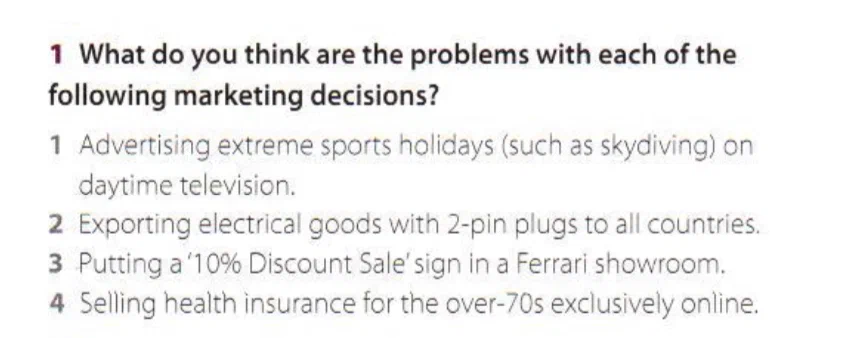 1 What do you think are the problems with each of the
following marketing decisions?
1 Advertising extreme sports holidays (such as skydiving) on
daytime television.
2 Exporting electrical goods with 2-pin plugs to all countries.
3 Putting a '10% Discount Sale' sign in a Ferrari showroom.
4 Selling health insurance for the over-70s exclusively online.